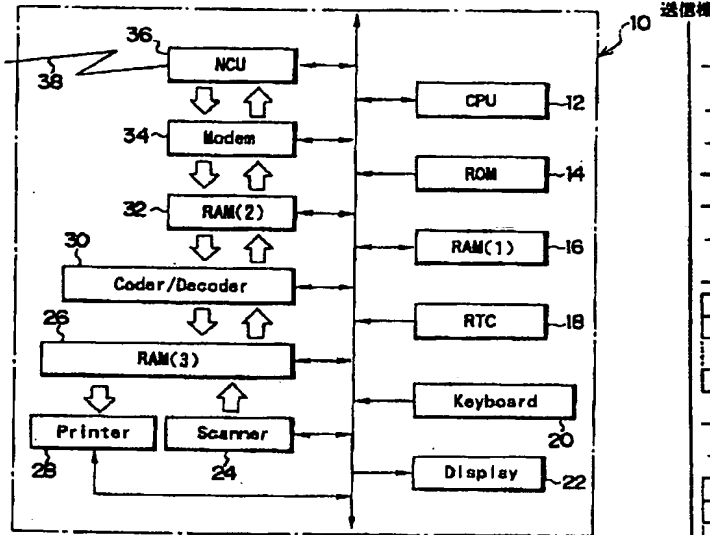 送信機
10
36
NCU
38
CPU
12
34
Modem
ROM
14
32
RAM(2)
RAM(1)
16
30
Coder/Decoder
RTC
18
26
RAM(3)
Keyboard
20
Printer
28
Scanner
24
Display
22